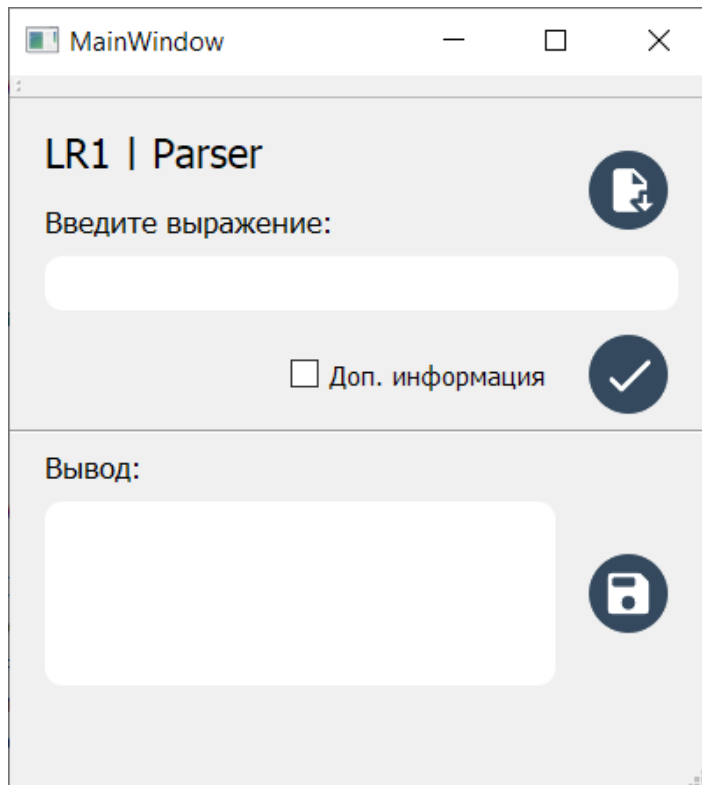 MainWindow
LR1 | Parser
Введите выражение:
Доп. информация
Вывод: